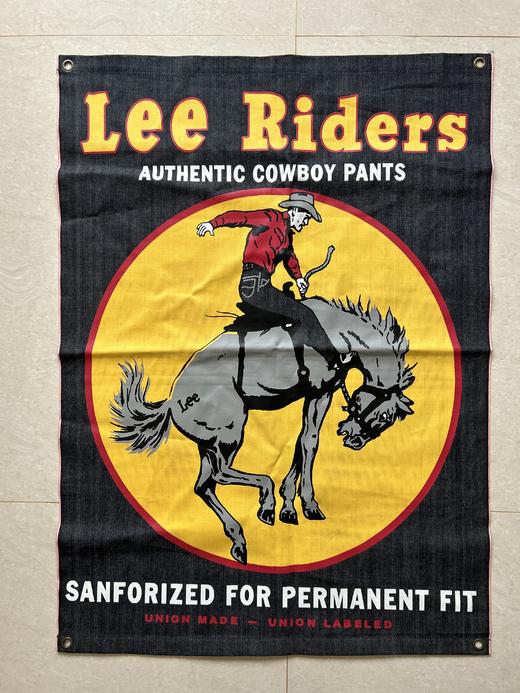 Lee Riders
AUTHENTIC COWBOY PANTS
Lee
SANFORIZED FOR PERMANENT FIT
UNION MADE — UNION LABELED